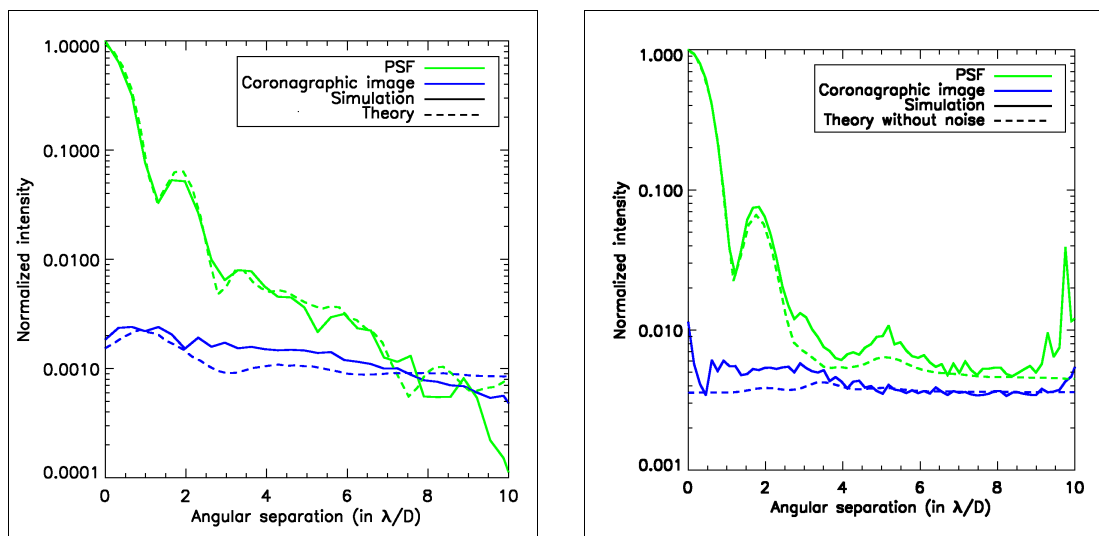 1.0000
0.1000
0.0100
0.0010
0.0001
Normalized intensity
PSF
Coronagraphic image
Simulation
Theory
0 2 4 6 8 10
Angular separation (in λ/D)
1.000
0.100
0.010
0.001
Normalized intensity
PSF
Coronagraphic image
Simulation
Theory without noise
0 2 4 6 8 10
Angular separation (in λ/D)